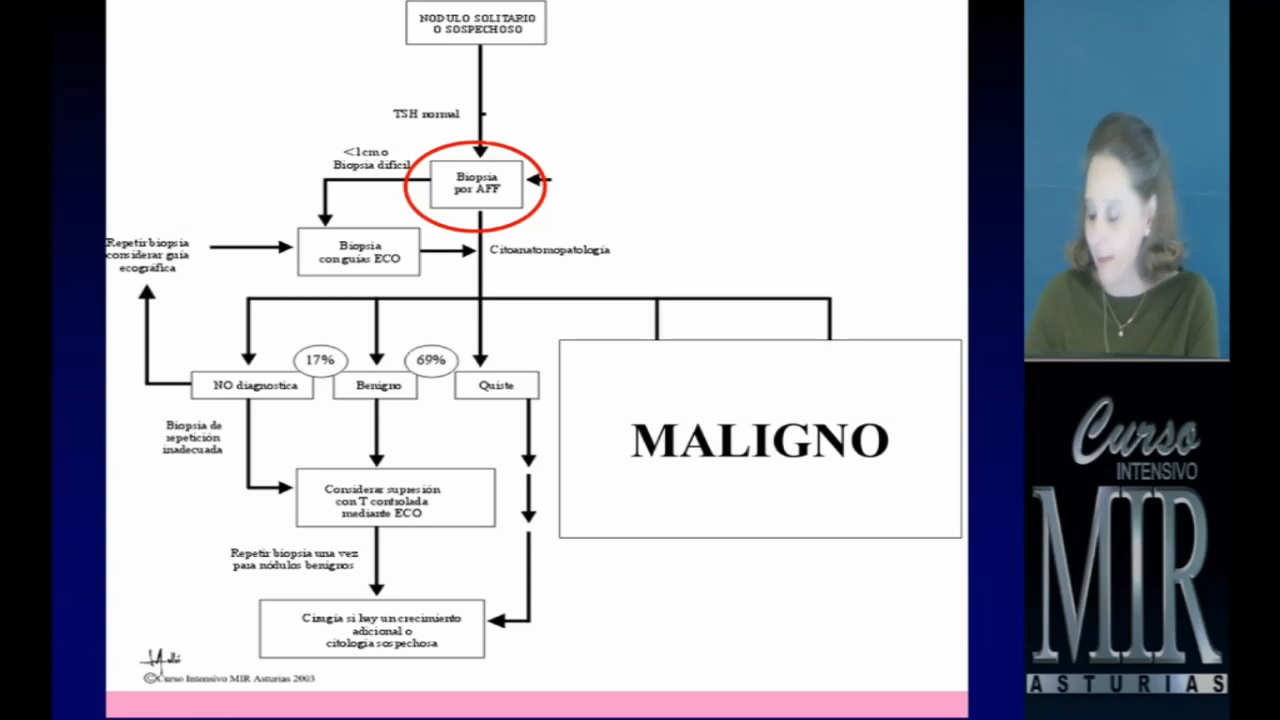 NODULO SOLITARIO
O SOSPECHOSO
TSH normal
<1cm o
Biopsia dificil
Biopsia
por AFF
Repetir biopsia
considerar guia
ecográfica
Biopsia
con guías ECO
Citoanatomopatología
17%
69%
NO diagnostica
Benigno
Quiste
MALIGNO
Biopsia de
repetición
inadecuada
Considerar supresión
con T controlada
mediante ECO
Repetir biopsia una vez
para nódulos benignos
Cirugía si hay un crecimiento
adicional o
citología sospechosa
©Curso Intensivo MIR Asturias 2003
Curso
INTENSIVO
MIR
ASTURIAS